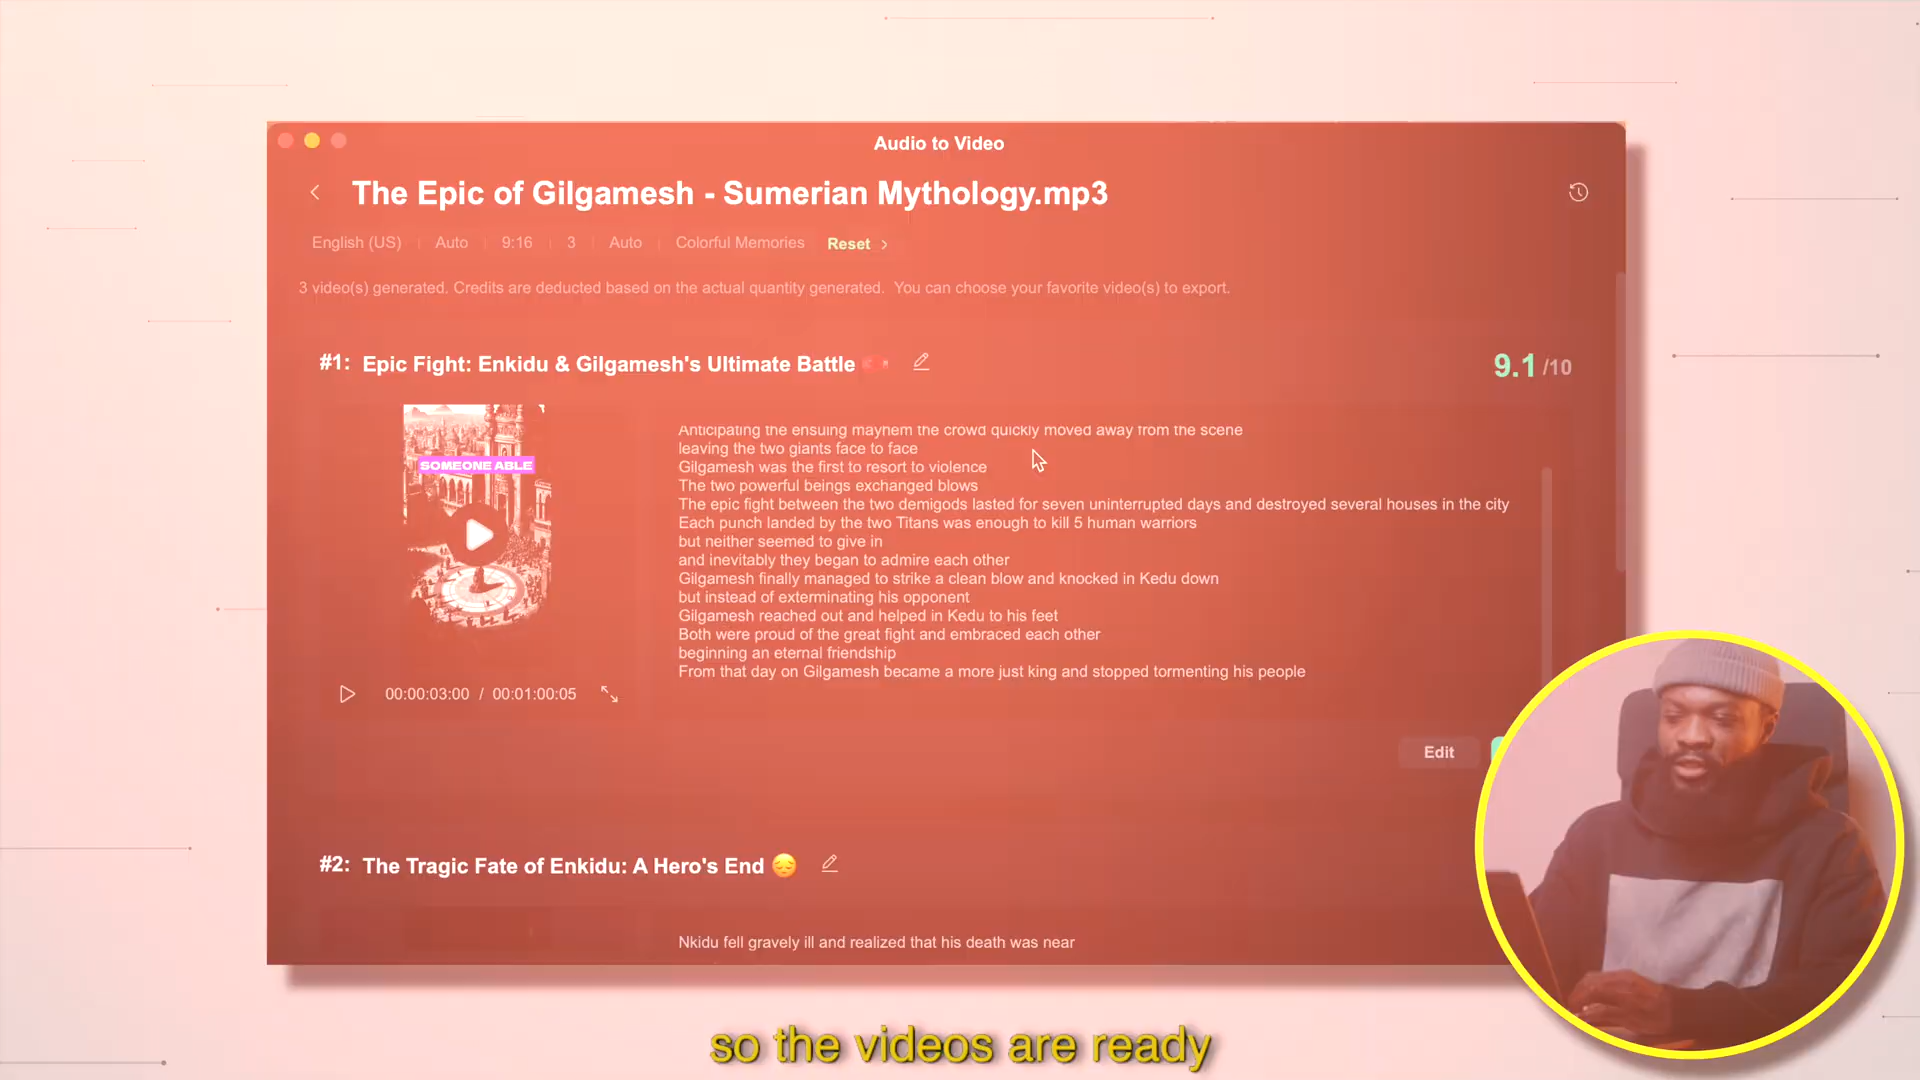 Audio to Video
The Epic of Gilgamesh - Sumerian Mythology.mp3
English (US) | Auto | 9:16 | 3 | Auto | Colorful Memories Reset >
3 video(s) generated. Credits are deducted based on the actual quantity generated. You can choose your favorite video(s) to export.
#1: Epic Fight: Enkidu & Gilgamesh's Ultimate Battle
9.1 /10
SOMEONE ABLE
Anticipating the ensuing mayhem the crowd quickly moved away from the scene
leaving the two giants face to face
Gilgamesh was the first to resort to violence
The two powerful beings exchanged blows
The epic fight between the two demigods lasted for seven uninterrupted days and destroyed several houses in the city
Each punch landed by the two Titans was enough to kill 5 human warriors
but neither seemed to give in
and inevitably they began to admire each other
Gilgamesh finally managed to strike a clean blow and knocked in Kedu down
but instead of exterminating his opponent
Gilgamesh reached out and helped in Kedu to his feet
Both were proud of the great fight and embraced each other
beginning an eternal friendship
From that day on Gilgamesh became a more just king and stopped tormenting his people
00:00:03:00 / 00:01:00:05
Edit
#2: The Tragic Fate of Enkidu: A Hero's End 😔
Nkidu fell gravely ill and realized that his death was near
so the videos are ready